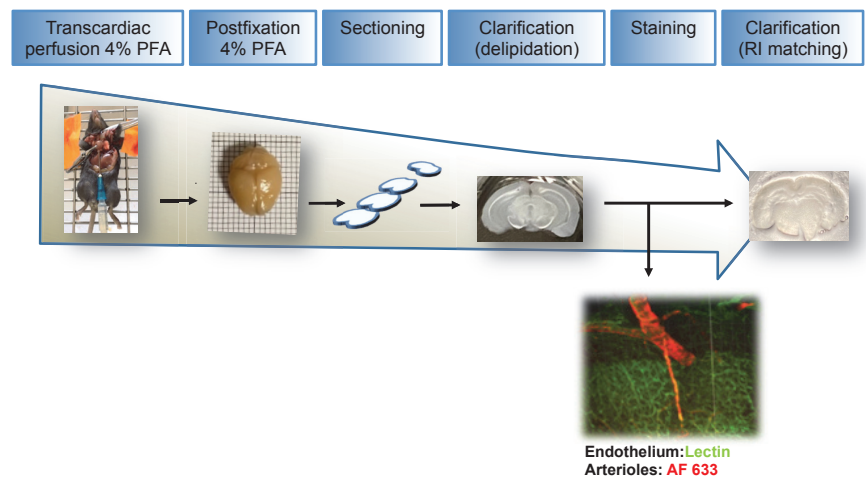 Transcardiac
perfusion 4% PFA
Postfixation
4% PFA
Sectioning
Clarification
(delipidation)
Staining
Clarification
(RI matching)
Endothelium:Lectin
Arterioles: AF 633